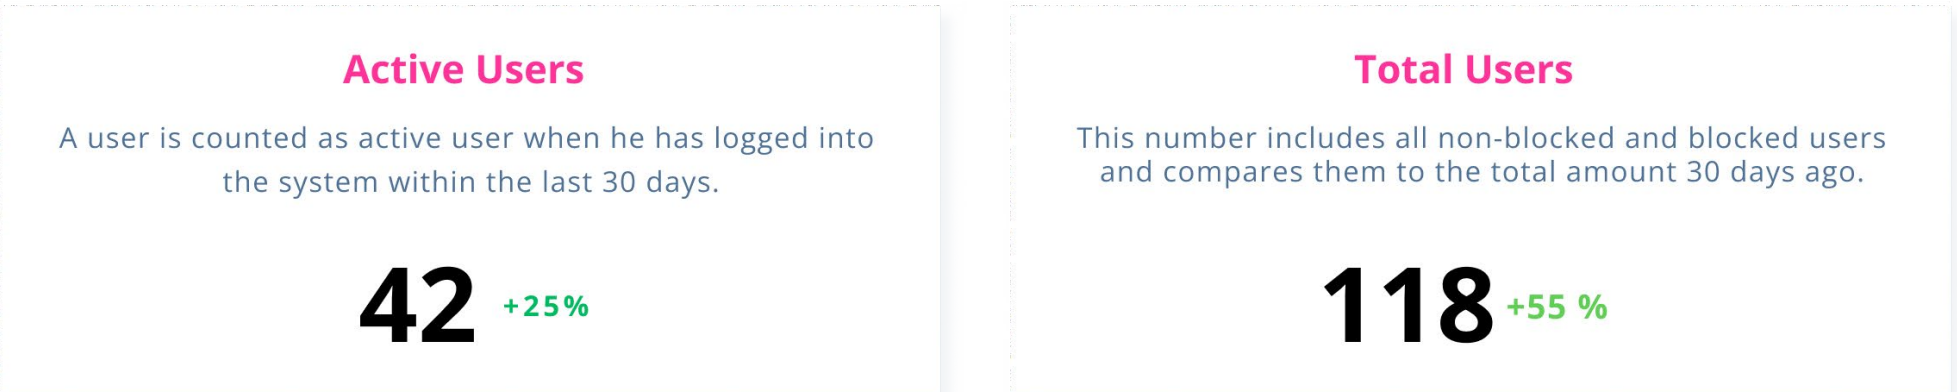 Active Users
A user is counted as active user when he has logged into
the system within the last 30 days.
42 +25%
Total Users
This number includes all non-blocked and blocked users
and compares them to the total amount 30 days ago.
118 +55 %